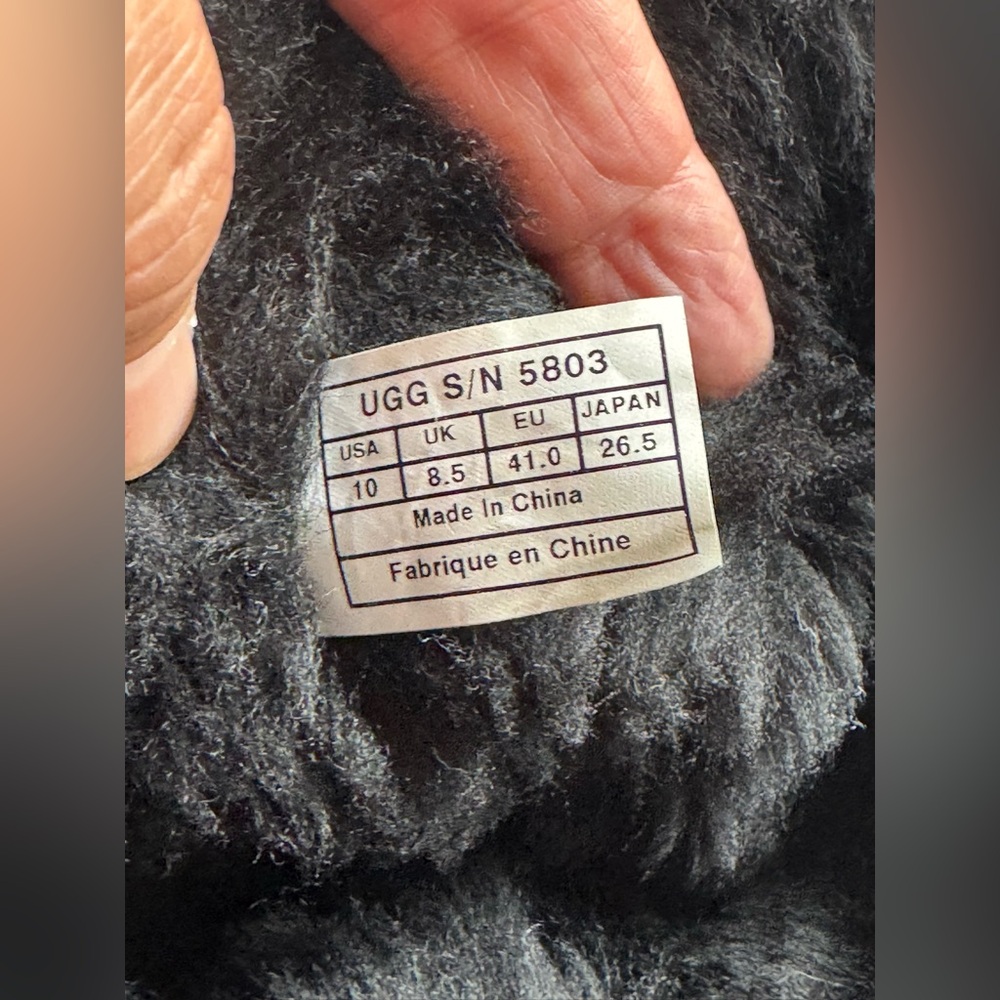 UGG S/N 5803
USA UK EU JAPAN
10 8.5 41.0 26.5
Made In China
Fabrique en Chine